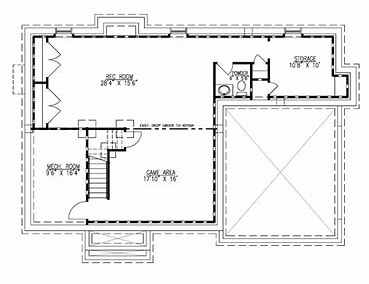 STORAGE
10'8" X 10'
REC ROOM
28'4" X 15'6"
POWDER
6' X 5'6"
EXIST. DROP GIRDER TO REMAIN
MECH. ROOM
9'6" X 16'4"
GAME AREA
17'10" X 16'